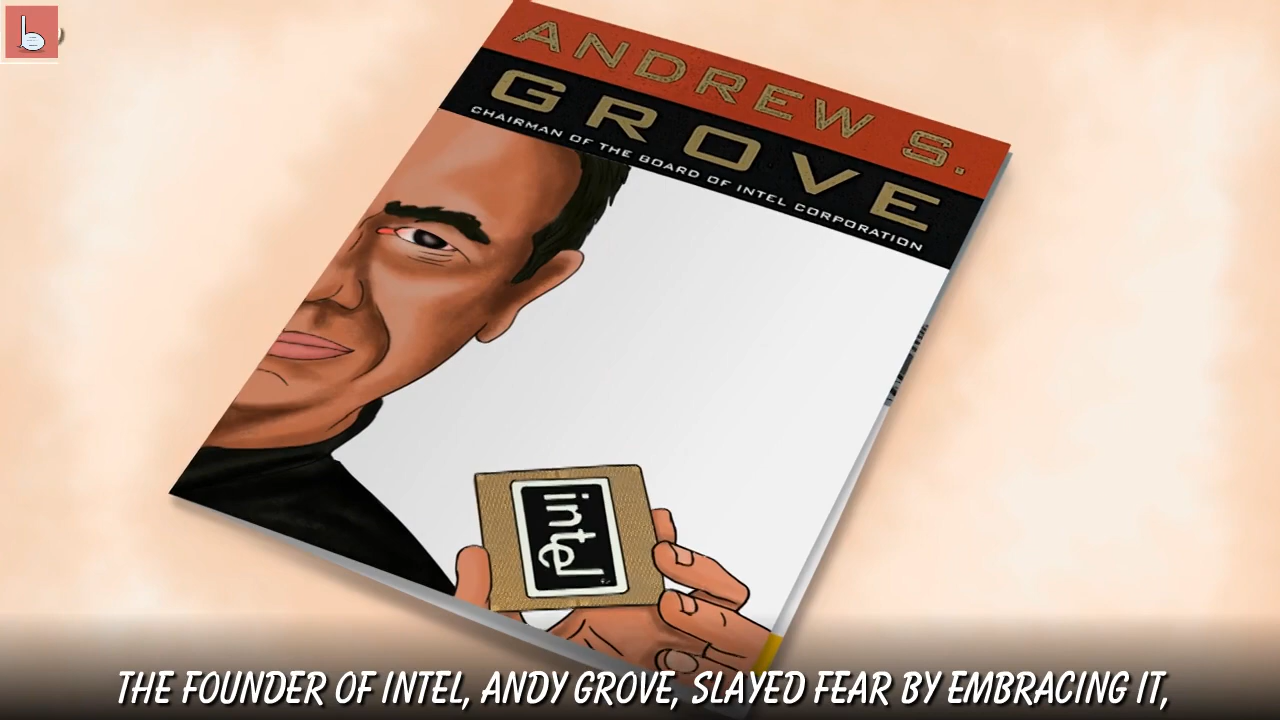 ANDREW S.
GROVE
CHAIRMAN OF THE BOARD OF INTEL CORPORATION
intel
THE FOUNDER OF INTEL, ANDY GROVE, SLAYED FEAR BY EMBRACING IT,